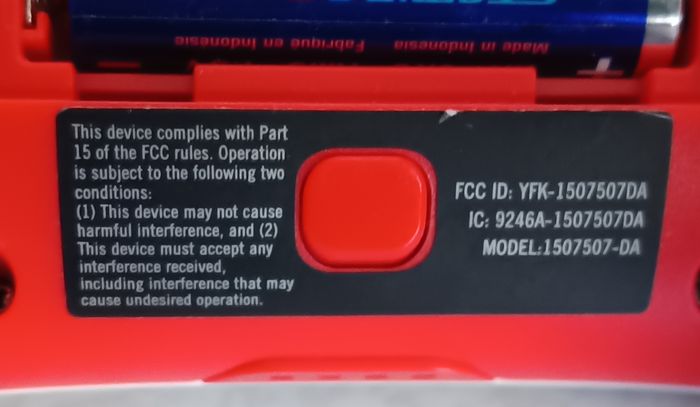 Made in Indonesia
Fabriqué en Indonésie
This device complies with Part
15 of the FCC rules. Operation
is subject to the following two
conditions:
(1) This device may not cause
harmful interference, and (2)
This device must accept any
interference received,
including interference that may
cause undesired operation.
FCC ID: YFK-1507507DA
IC: 9246A-1507507DA
MODEL:1507507-DA